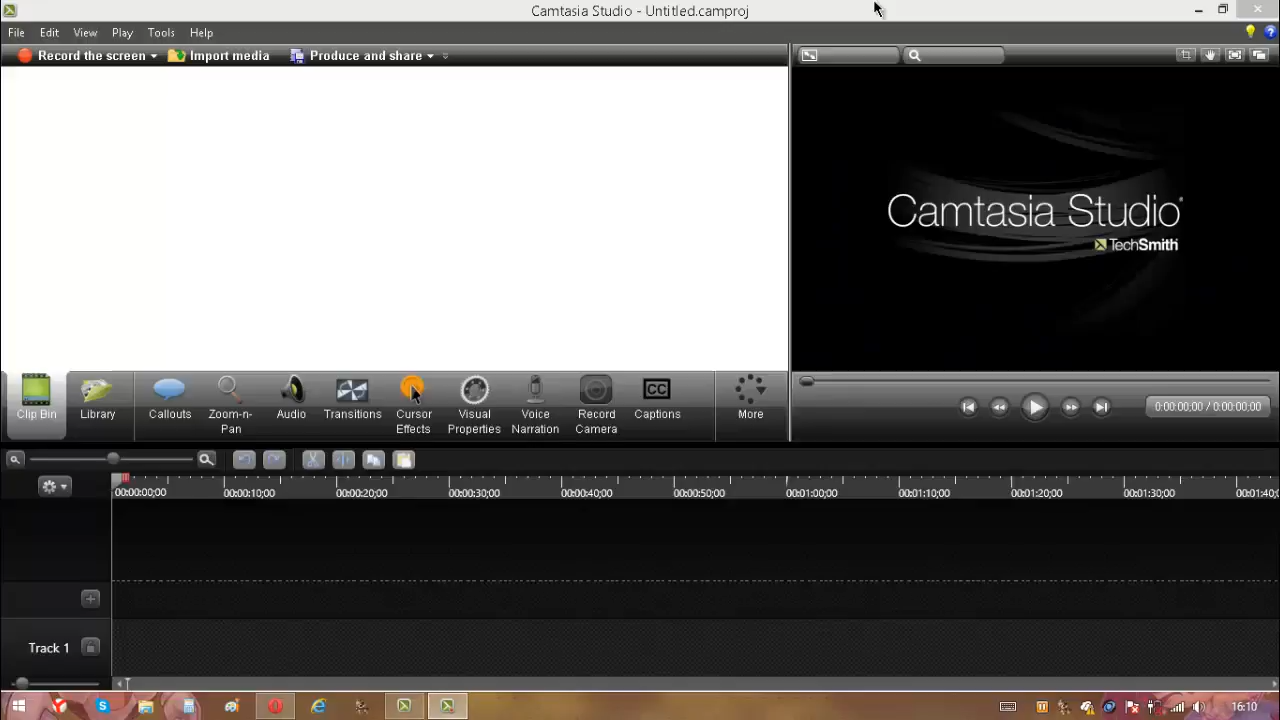 Camtasia Studio - Untitled.camproj
File Edit View Play Tools Help
Record the screen Import media Produce and share
Camtasia Studio
TechSmith
Clip Bin Library Callouts Zoom-n-Pan Audio Transitions Cursor Effects Visual Properties Voice Narration Record Camera CC Captions More
0:00:00;00 / 0:00:00;00
00:00:00;00 00:00:10;00 00:00:20;00 00:00:30;00 00:00:40;00 00:00:50;00 00:01:00;00 00:01:10;00 00:01:20;00 00:01:30;00 00:01:40;
Track 1
16:10